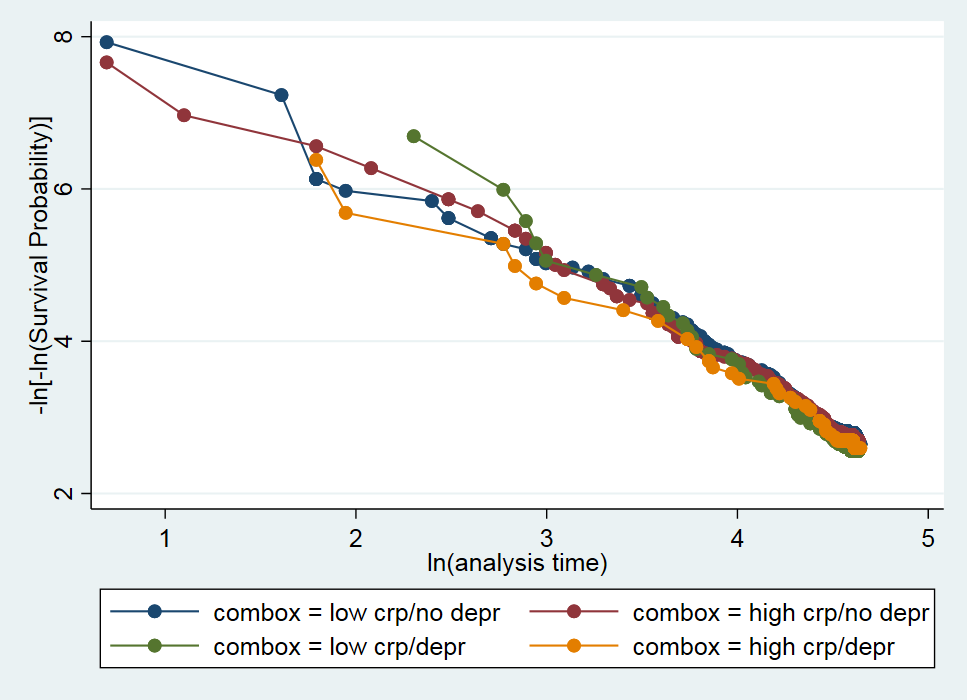 -ln[-ln(Survival Probability)]
8
6
4
2
1 2 3 4 5
ln(analysis time)
combox = low crp/no depr combox = high crp/no depr
combox = low crp/depr combox = high crp/depr